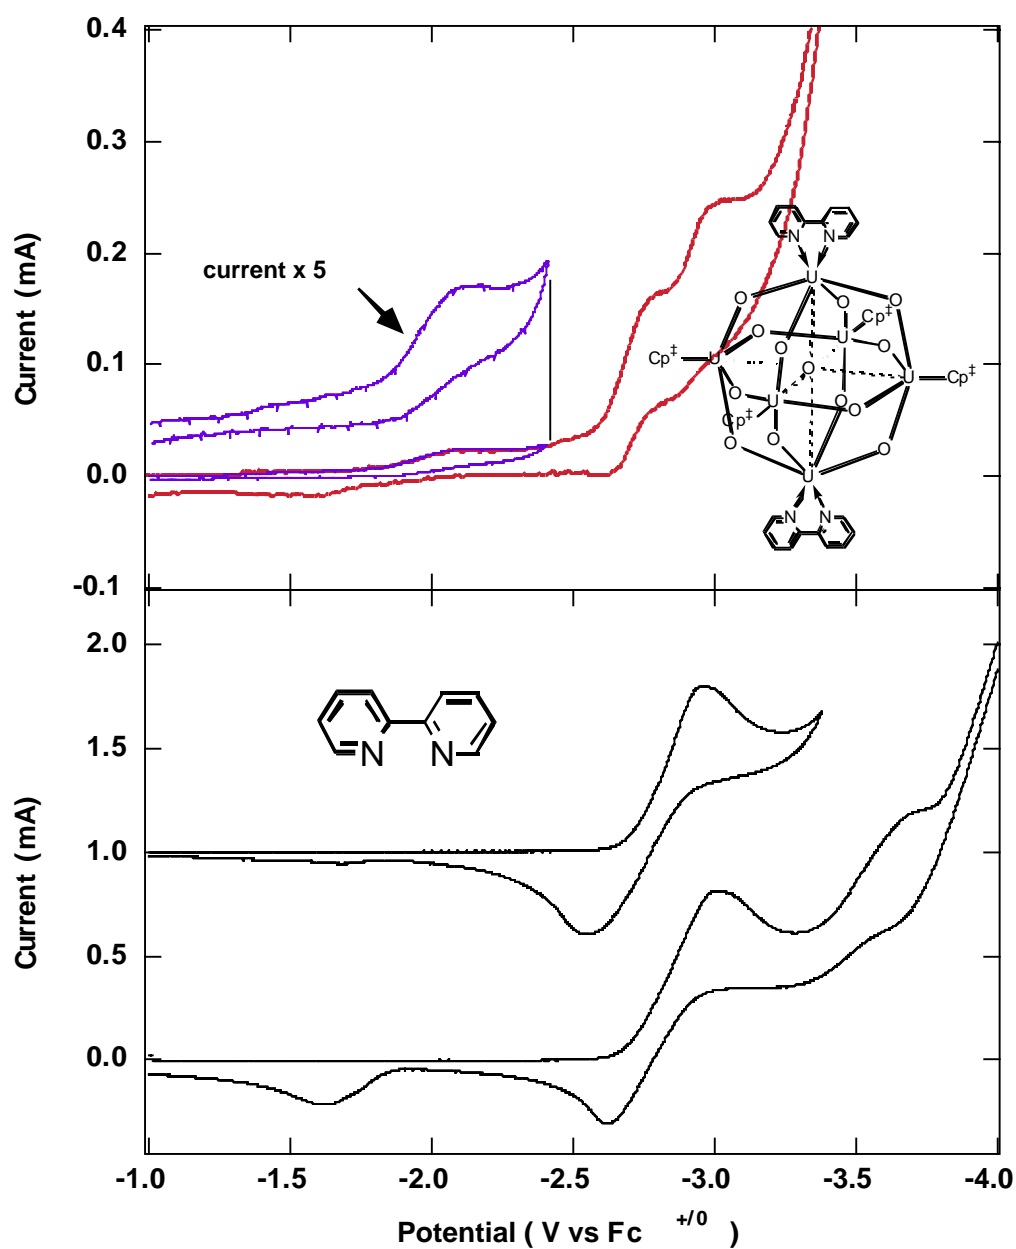 0.4
0.3
0.2
0.1
0.0
-0.1
Current (mA)
current x 5
N N
U
O O O
Cp‡
O U O
Cp‡ U O O U Cp‡
O U O O
Cp‡
O O O
U
N N
2.0
1.5
1.0
0.5
0.0
Current (mA)
N N
-1.0 -1.5 -2.0 -2.5 -3.0 -3.5 -4.0
Potential ( V vs Fc +/0 )